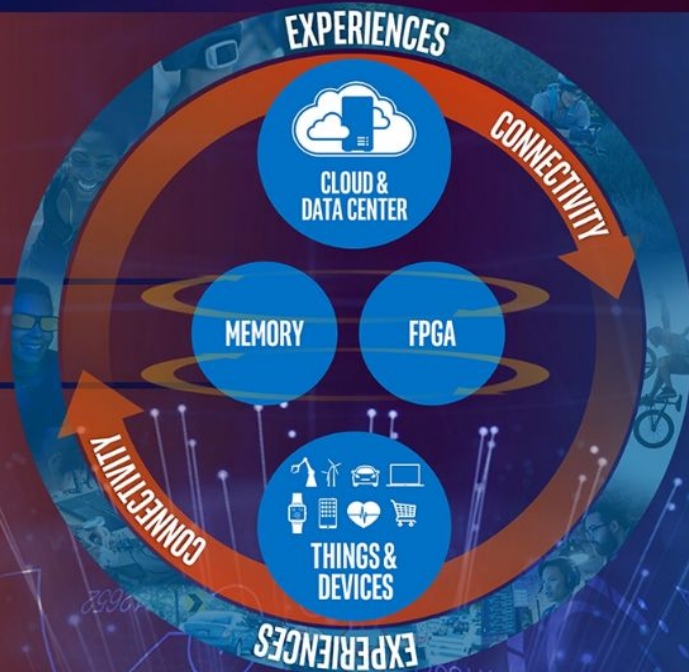 EXPERIENCES
CONNECTIVITY
CLOUD &
DATA CENTER
MEMORY
FPGA
CONNECTIVITY
THINGS &
DEVICES
EXPERIENCES